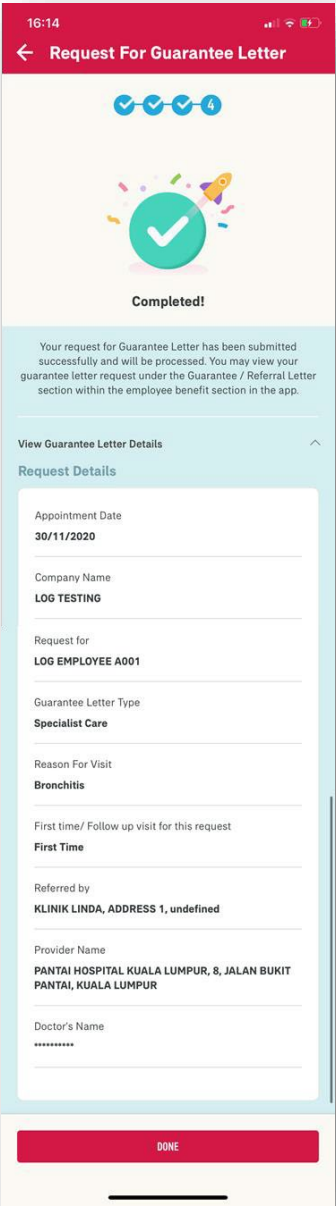 16:14
Request For Guarantee Letter
4
Completed!
Your request for Guarantee Letter has been submitted
successfully and will be processed. You may view your
guarantee letter request under the Guarantee / Referral Letter
section within the employee benefit section in the app.
View Guarantee Letter Details
Request Details
Appointment Date
30/11/2020
Company Name
LOG TESTING
Request for
LOG EMPLOYEE A001
Guarantee Letter Type
Specialist Care
Reason For Visit
Bronchitis
First time/ Follow up visit for this request
First Time
Referred by
KLINIK LINDA, ADDRESS 1, undefined
Provider Name
PANTAI HOSPITAL KUALA LUMPUR, 8, JALAN BUKIT
PANTAI, KUALA LUMPUR
Doctor's Name
**********
DONE